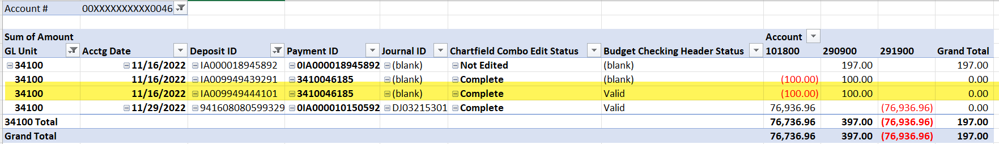 Account # 00XXXXXXXXXX0046
Sum of Amount Account
GL Unit Acctg Date Deposit ID Payment ID Journal ID Chartfield Combo Edit Status Budget Checking Header Status 101800 290900 291900 Grand Total
34100 11/16/2022 IA000018945892 0IA000018945892 (blank) Not Edited (blank) 197.00 197.00
34100 11/16/2022 IA009949439291 3410046185 (blank) Complete (blank) (100.00) 100.00 0.00
34100 11/16/2022 IA009949444101 3410046185 (blank) Complete Valid (100.00) 100.00 0.00
34100 11/29/2022 941608080599329 0IA000010150592 DJ03215301 Complete Valid 76,936.96 (76,936.96) 0.00
34100 Total 76,736.96 397.00 (76,936.96) 197.00
Grand Total 76,736.96 397.00 (76,936.96) 197.00